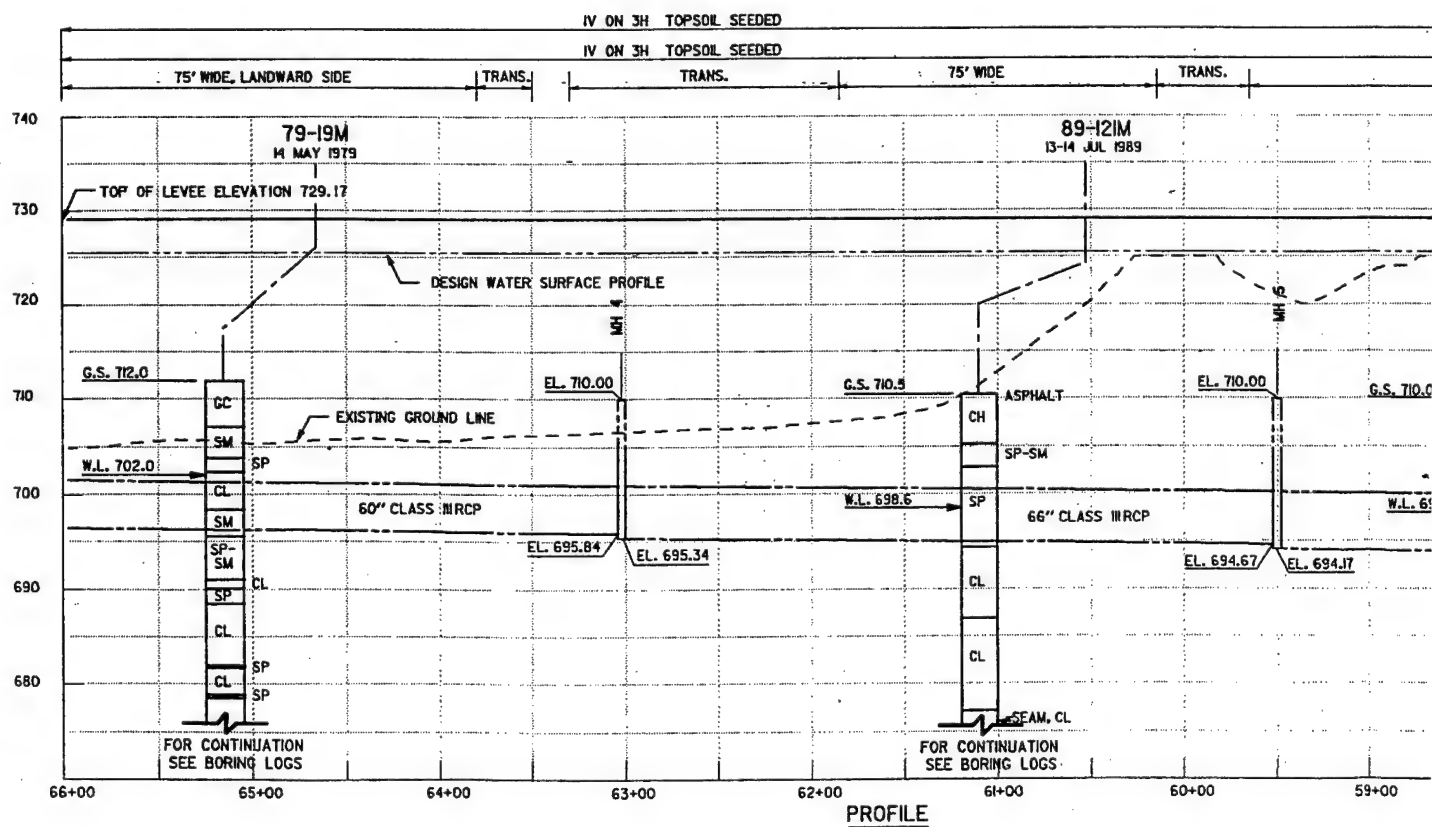 1V ON 3H TOPSOIL SEEDED
1V ON 3H TOPSOIL SEEDED
75' WIDE, LANDWARD SIDE
TRANS.
TRANS.
75' WIDE
TRANS.
740
730
720
710
700
690
680
79-19M
14 MAY 1979
89-121M
13-14 JUL 1989
TOP OF LEVEE ELEVATION 729.17
DESIGN WATER SURFACE PROFILE
MH 4
MH 5
G.S. 712.0
GC
EL. 710.00
G.S. 710.5
ASPHALT
CH
EL. 710.00
G.S. 710.0
EXISTING GROUND LINE
SM
SP
SP-SM
W.L. 702.0
CL
60" CLASS III RCP
W.L. 698.6
SP
66" CLASS III RCP
W.L. 69
SM
SP-
SM
EL. 695.84
EL. 695.34
EL. 694.67
EL. 694.17
CL
SP
CL
CL
SP
CL
CL
SP
SEAM, CL
FOR CONTINUATION
SEE BORING LOGS
FOR CONTINUATION
SEE BORING LOGS
66+00
65+00
64+00
63+00
62+00
61+00
60+00
59+00
PROFILE